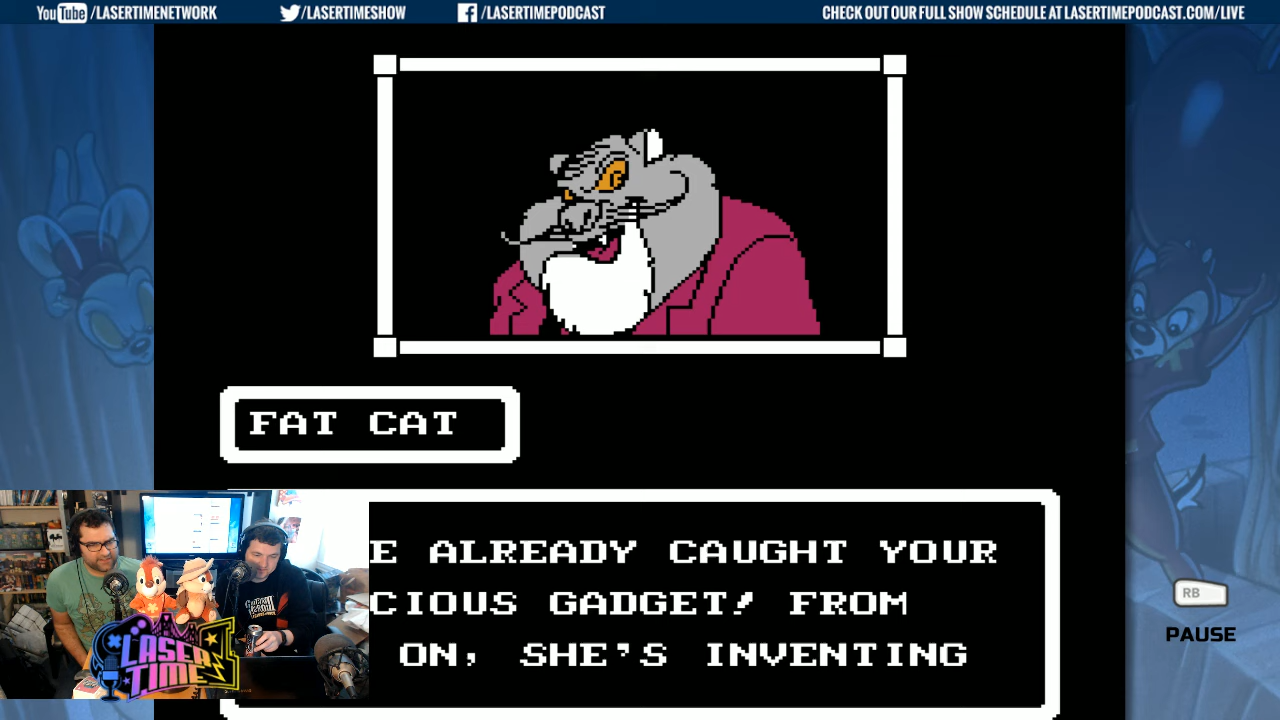 YouTube /LASERTIMENETWORK /LASERTIMESHOW /LASERTIMEPODCAST CHECK OUT OUR FULL SHOW SCHEDULE AT LASERTIMEPODCAST.COM/LIVE
FAT CAT
E ALREADY CAUGHT YOUR
CIOUS GADGET! FROM
ON, SHE'S INVENTING
RB
PAUSE
LASER
TIME